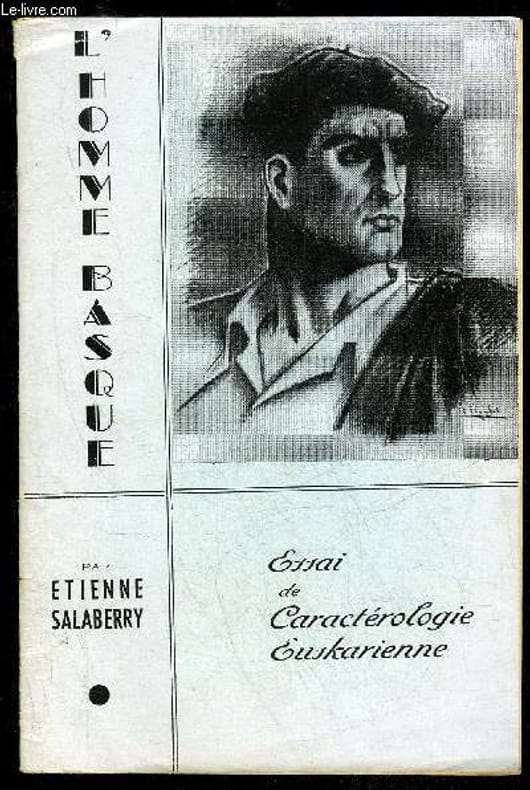 Le-livre.com
L'HOMME BASQUE
PAR
ETIENNE
SALABERRY
Essai
de
Caractérologie
Euskarienne